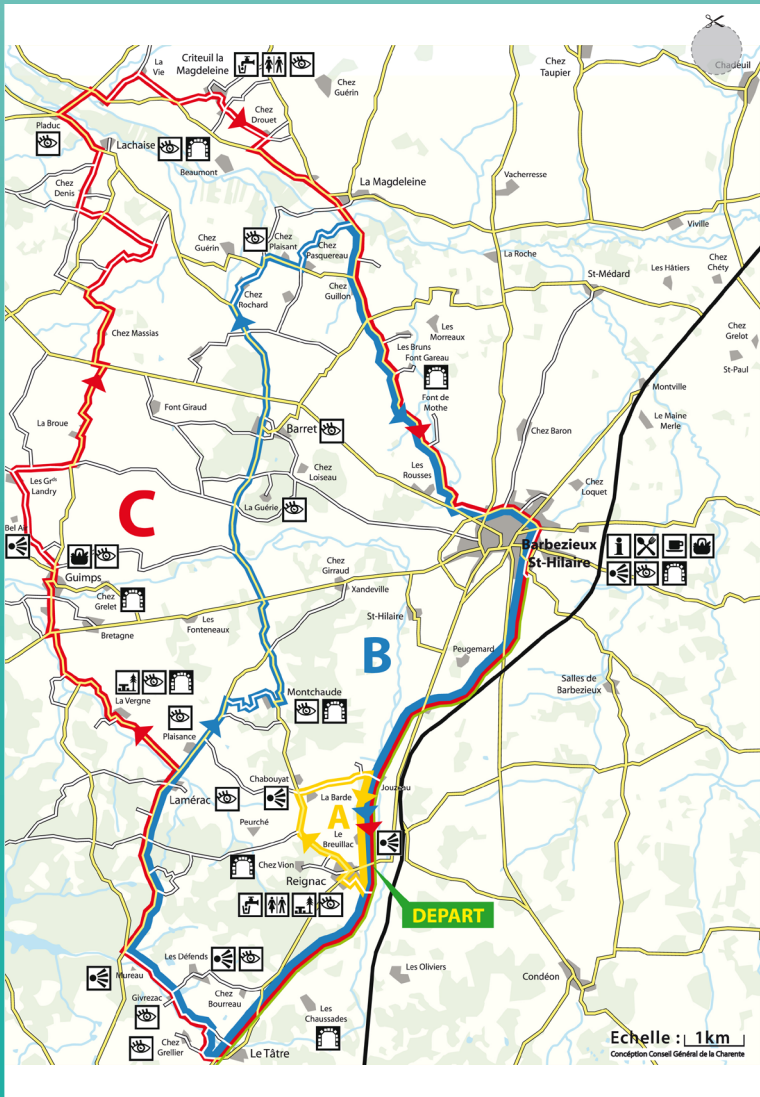 La
Vie
Criteuil la
Magdeleine
Chez
Guérin
Chez
Taupier
Chadeuil
Chez
Drouet
Pladuc
Lachaise
Beaumont
Chez
Denis
La Magdeleine
Vacherresse
Viville
Chez
Guérin
Chez
Plaisant
Chez
Pasquereau
La Roche
Chez
Chéty
Les Hâtiers
St-Médard
Chez
Guillon
Chez
Rochard
Chez Massias
Les
Morreaux
Chez
Grelot
Les Bruns
Font Gareau
St-Paul
Montville
Font de
Mothe
Font Giraud
Le Maine
Merle
La Broue
Barret
Chez Baron
Chez
Loiseau
Les
Rousses
Chez
Loquet
Les Grds
Landry
La Guérie
C
Bel Air
Barbezieux
St-Hilaire
Guimps
Chez
Girraud
Xandeville
Chez
Grelet
St-Hilaire
Les
Fonteneaux
Bretagne
B
Peugemard
Salles de
Barbezieux
La Vergne
Montchaude
Plaisance
Chabouyat
Jouzeau
Lamérac
La Barde
A
Peurché
Le
Breuillac
Chez Vion
Reignac
DEPART
Les Défends
Mureau
Les Oliviers
Condéon
Givrezac
Chez
Bourreau
Les
Chaussades
Chez
Grellier
Le Tâtre
Echelle : 1km
Conception Conseil Général de la Charente